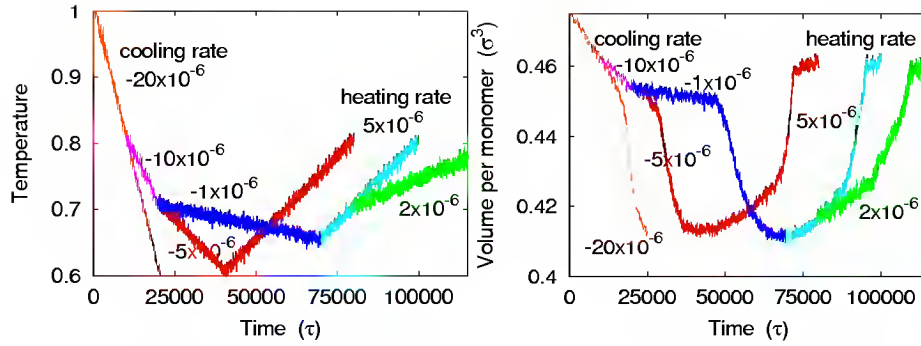 Temperature
1
0.9
0.8
0.7
0.6
cooling rate
-20x10-6
-10x10-6
-1x10-6
-5x10-6
heating rate
5x10-6
2x10-6
0 25000 50000 75000 100000
Time (τ)
Volume per monomer (σ3)
0.46
0.44
0.42
0.4
cooling rate
-10x10-6
-1x10-6
heating rate
5x10-6
-5x10-6
2x10-6
-20x10-6
0 25000 50000 75000 100000
Time (τ)